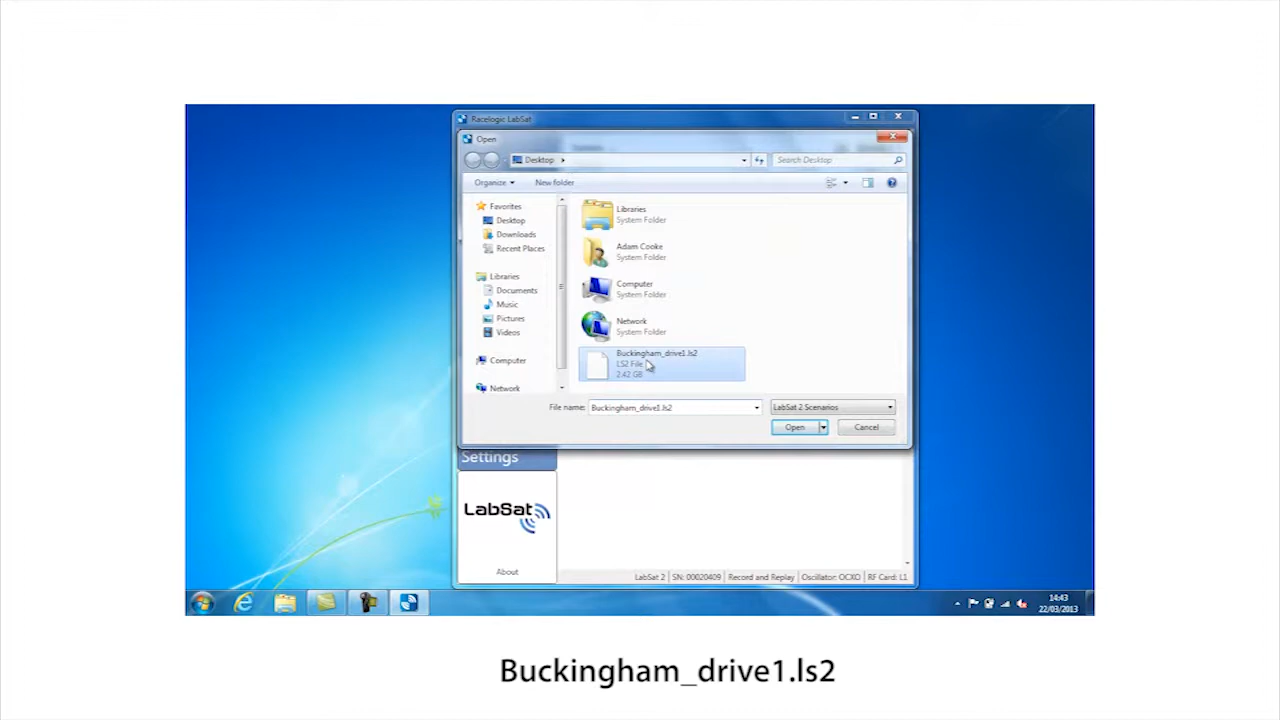 Racelogic LabSat
Open
Desktop
Search Desktop
Organize
New folder
Favorites
Desktop
Downloads
Recent Places
Libraries
Documents
Music
Pictures
Videos
Computer
Network
Libraries
System Folder
Adam Cooke
System Folder
Computer
System Folder
Network
System Folder
Buckingham_drive1.ls2
LS2 File
2.42 GB
File name: Buckingham_drive1.ls2
LabSat 2 Scenarios
Open
Cancel
Settings
LabSat
About
LabSat 2 SN: 00020409 Record and Replay Oscillator: OCXO RF Card: L1
14:43
22/03/2013
Buckingham_drive1.ls2